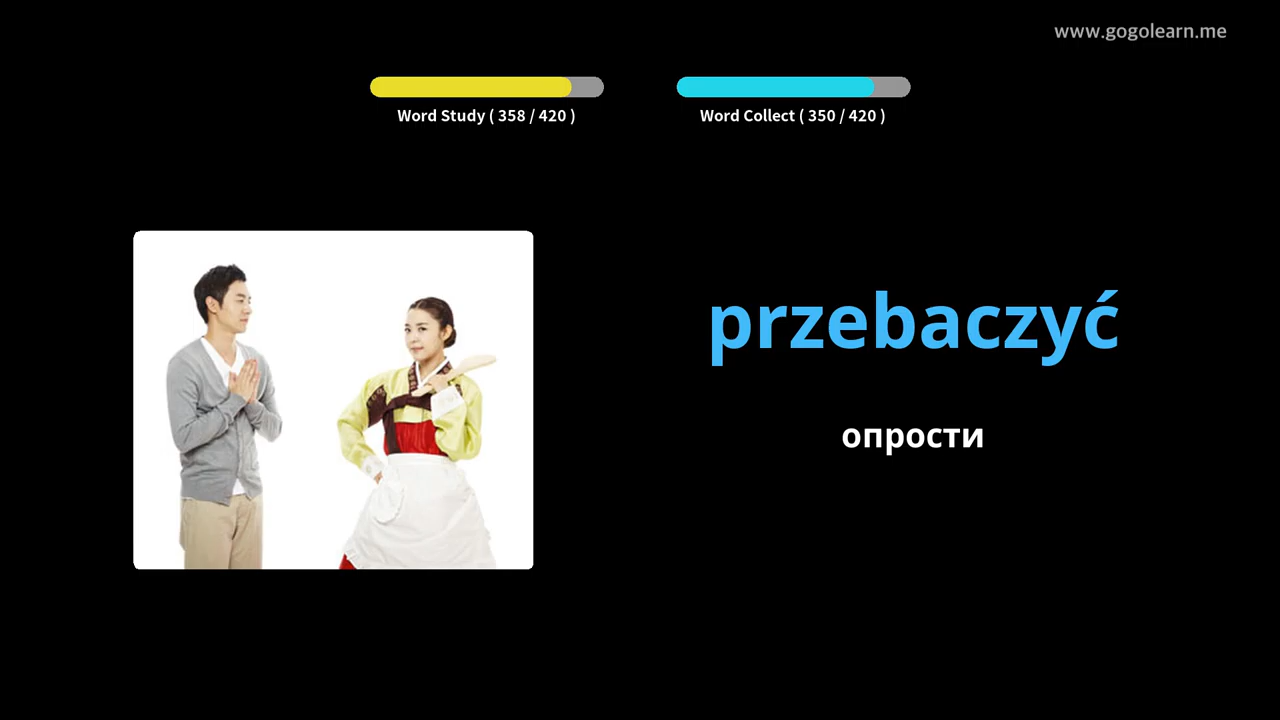 www.gogolearn.me
Word Study ( 358 / 420 )
Word Collect ( 350 / 420 )
przebaczyć
опрости